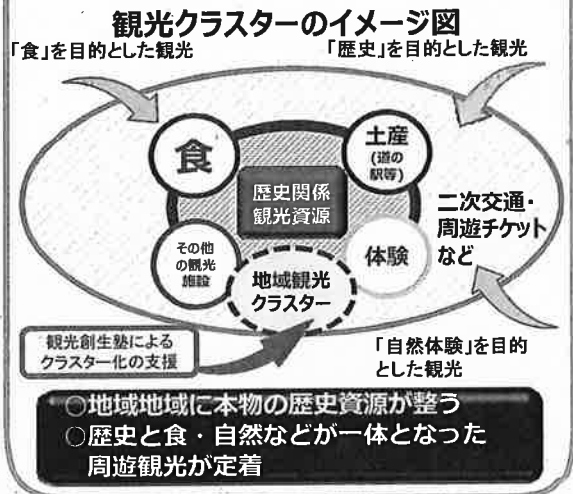 観光クラスターのイメージ図
「食」を目的とした観光
「歴史」を目的とした観光
食
土産
(道の
駅等)
歴史関係
観光資源
二次交通・
周遊チケット
など
その他
の観光
施設
地域観光
クラスター
体験
観光創生塾による
クラスター化の支援
「自然体験」を目的
とした観光
○地域地域に本物の歴史資源が整う
○歴史と食・自然などが一体となった
周遊観光が定着